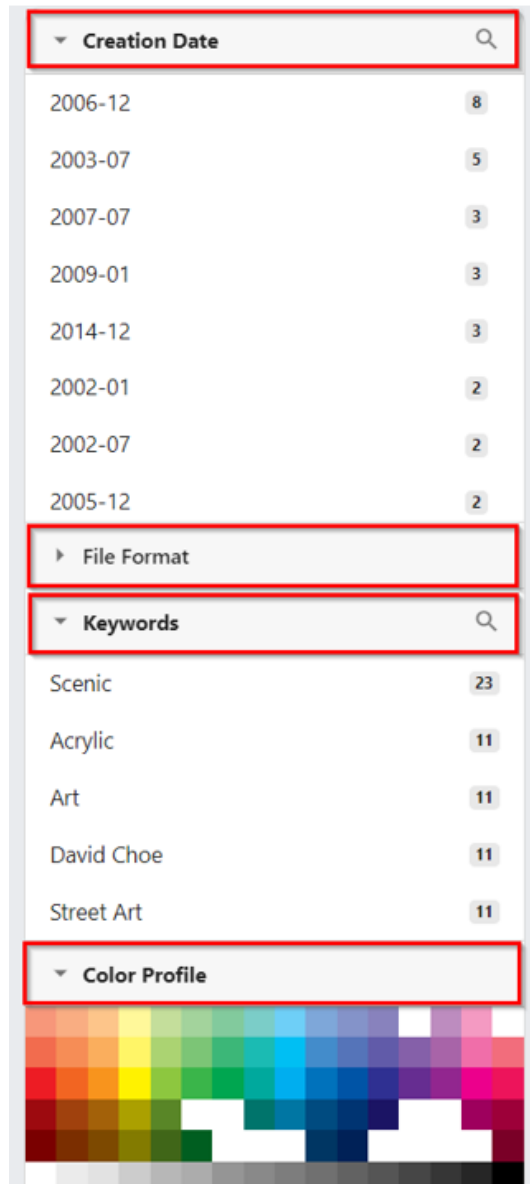 Creation Date
2006-12 8
2003-07 5
2007-07 3
2009-01 3
2014-12 3
2002-01 2
2002-07 2
2005-12 2
File Format
Keywords
Scenic 23
Acrylic 11
Art 11
David Choe 11
Street Art 11
Color Profile